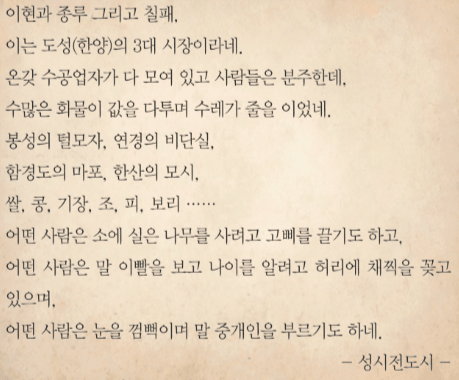 이현과 종루 그리고 칠패,
이는 도성(한양)의 3대 시장이라네.
온갖 수공업자가 다 모여 있고 사람들은 분주한데,
수많은 화물이 값을 다투며 수레가 줄을 이었네.
봉성의 털모자, 연경의 비단실,
함경도의 마포, 한산의 모시,
쌀, 콩, 기장, 조, 피, 보리 ……
어떤 사람은 소에 실은 나무를 사려고 고삐를 끌기도 하고,
어떤 사람은 말 이빨을 보고 나이를 알려고 허리에 채찍을 꽂고
있으며,
어떤 사람은 눈을 껌뻑이며 말 중개인을 부르기도 하네.
– 성시전도시 –